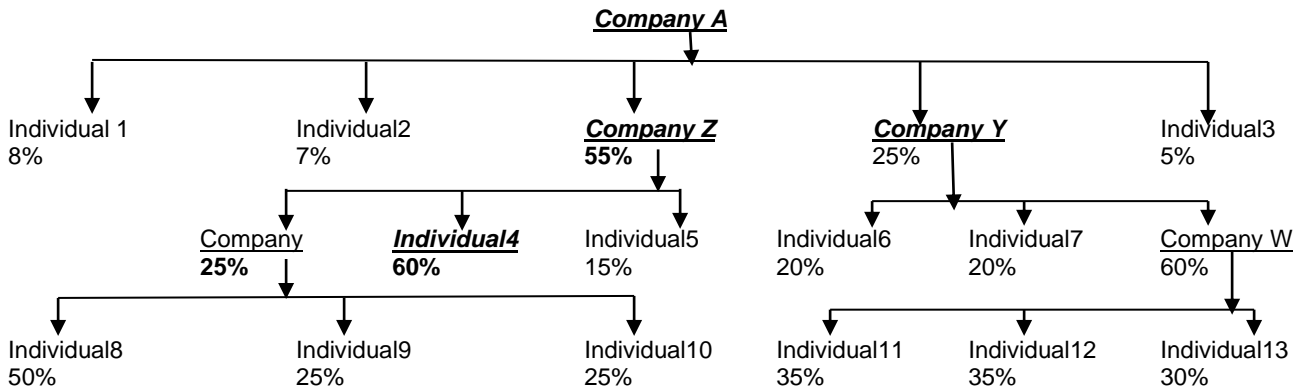 Company A
Individual 1 Individual2 Company Z Company Y Individual3
8% 7% 55% 25% 5%
Company Individual4 Individual5 Individual6 Individual7 Company W
25% 60% 15% 20% 20% 60%
Individual8 Individual9 Individual10 Individual11 Individual12 Individual13
50% 25% 25% 35% 35% 30%